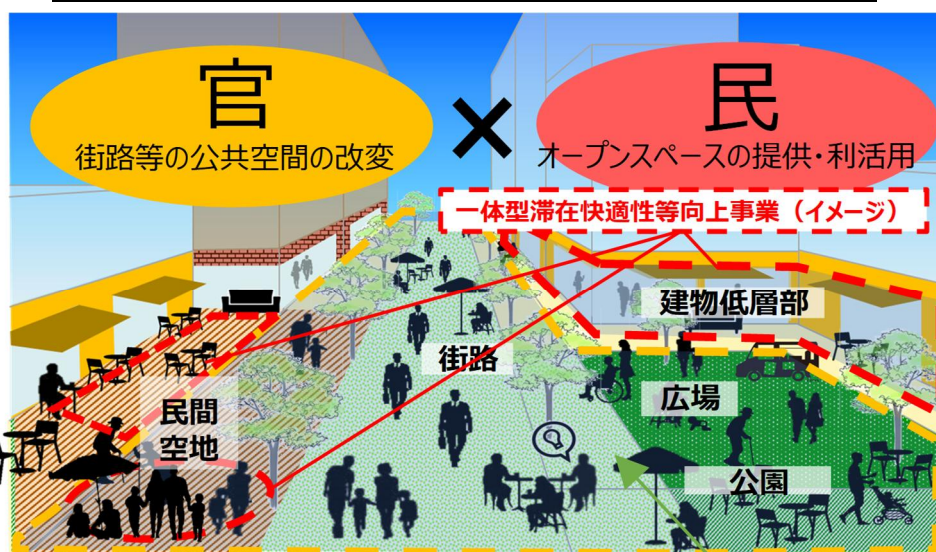 官
街路等の公共空間の改変
×
民
オープンスペースの提供・利活用
一体型滞在快適性等向上事業（イメージ）
建物低層部
街路
広場
民間
空地
公園